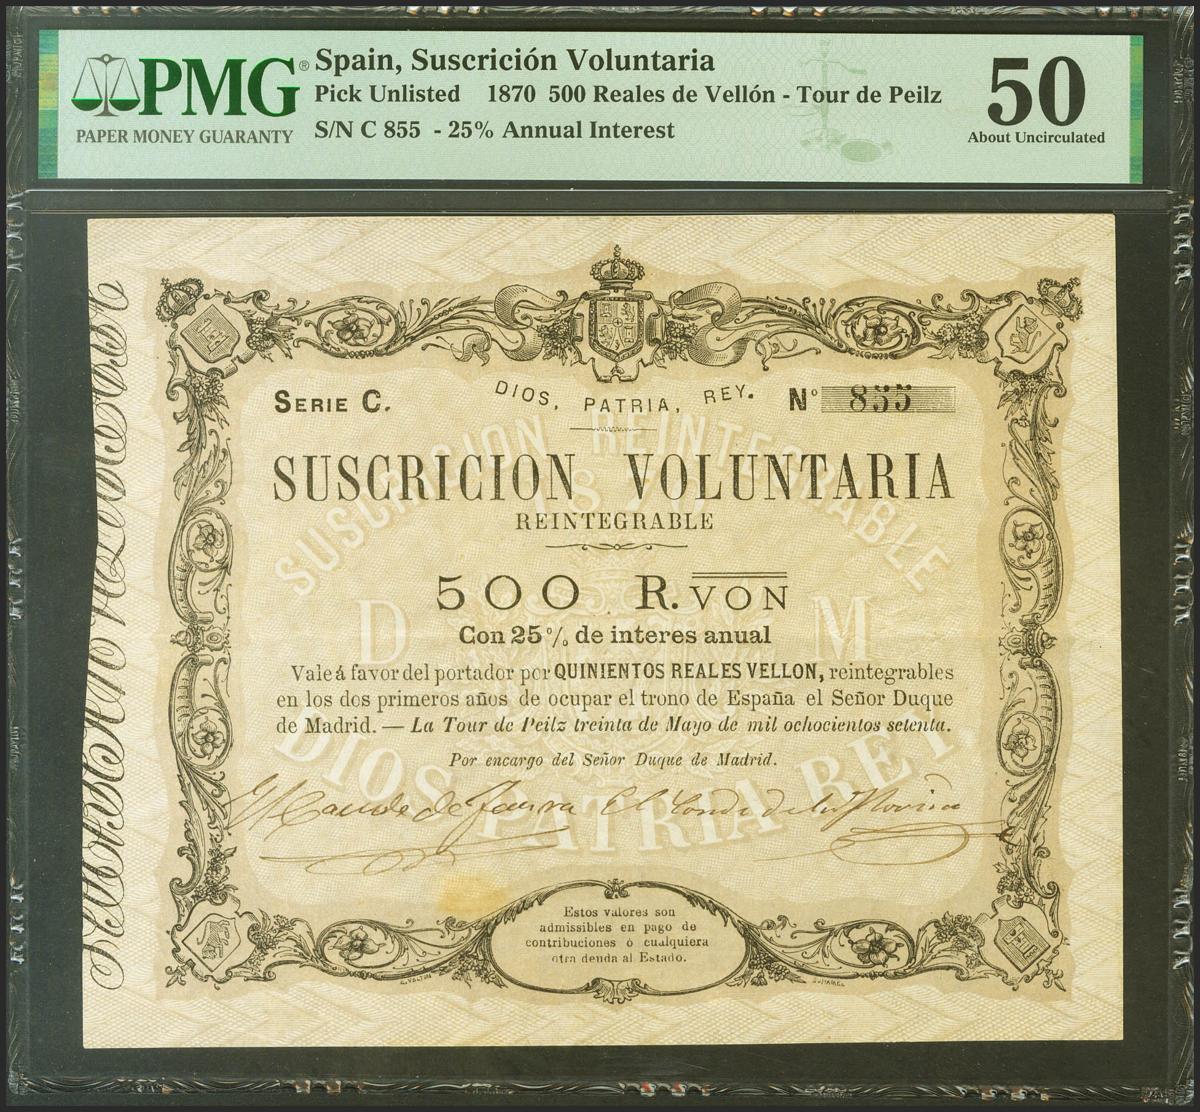 PMG®
PAPER MONEY GUARANTY
Spain, Suscrición Voluntaria
Pick Unlisted 1870 500 Reales de Vellón - Tour de Peilz
S/N C 855 - 25% Annual Interest
50
About Uncirculated
SERIE C.
DIOS, PATRIA, REY.
Nº 855
SUSCRICION REINTEGRABLE
SUSCRICION VOLUNTARIA
REINTEGRABLE
500 R. VON
D M
Con 25% de interes anual
Vale á favor del portador por QUINIENTOS REALES VELLON, reintegrables
en los dos primeros años de ocupar el trono de España el Señor Duque
de Madrid. — La Tour de Peilz treinta de Mayo de mil ochocientos setenta.
Por encargo del Señor Duque de Madrid.
DIOS PATRIA REY.
Estos valores son
admisibles en pago de
contribuciones ó cualquiera
otra deuda al Estado.